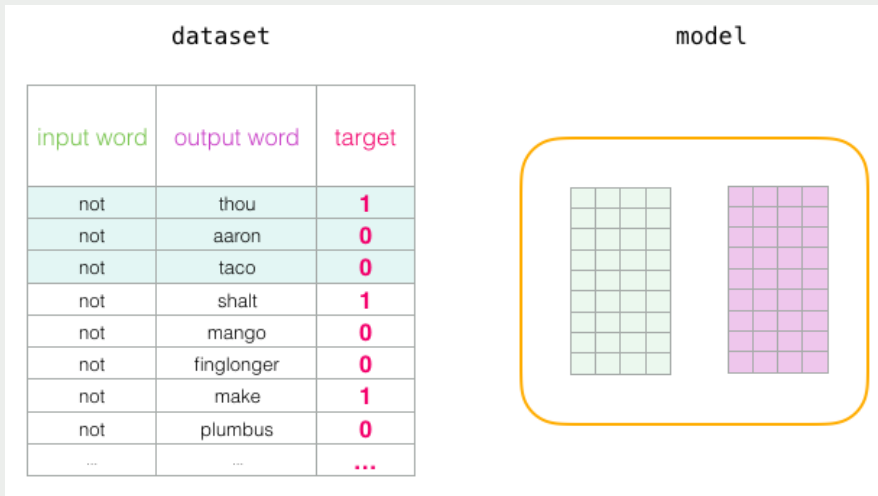 dataset model
input word output word target
not thou 1
not aaron 0
not taco 0
not shalt 1
not mango 0
not finglonger 0
not make 1
not plumbus 0
... ... ...